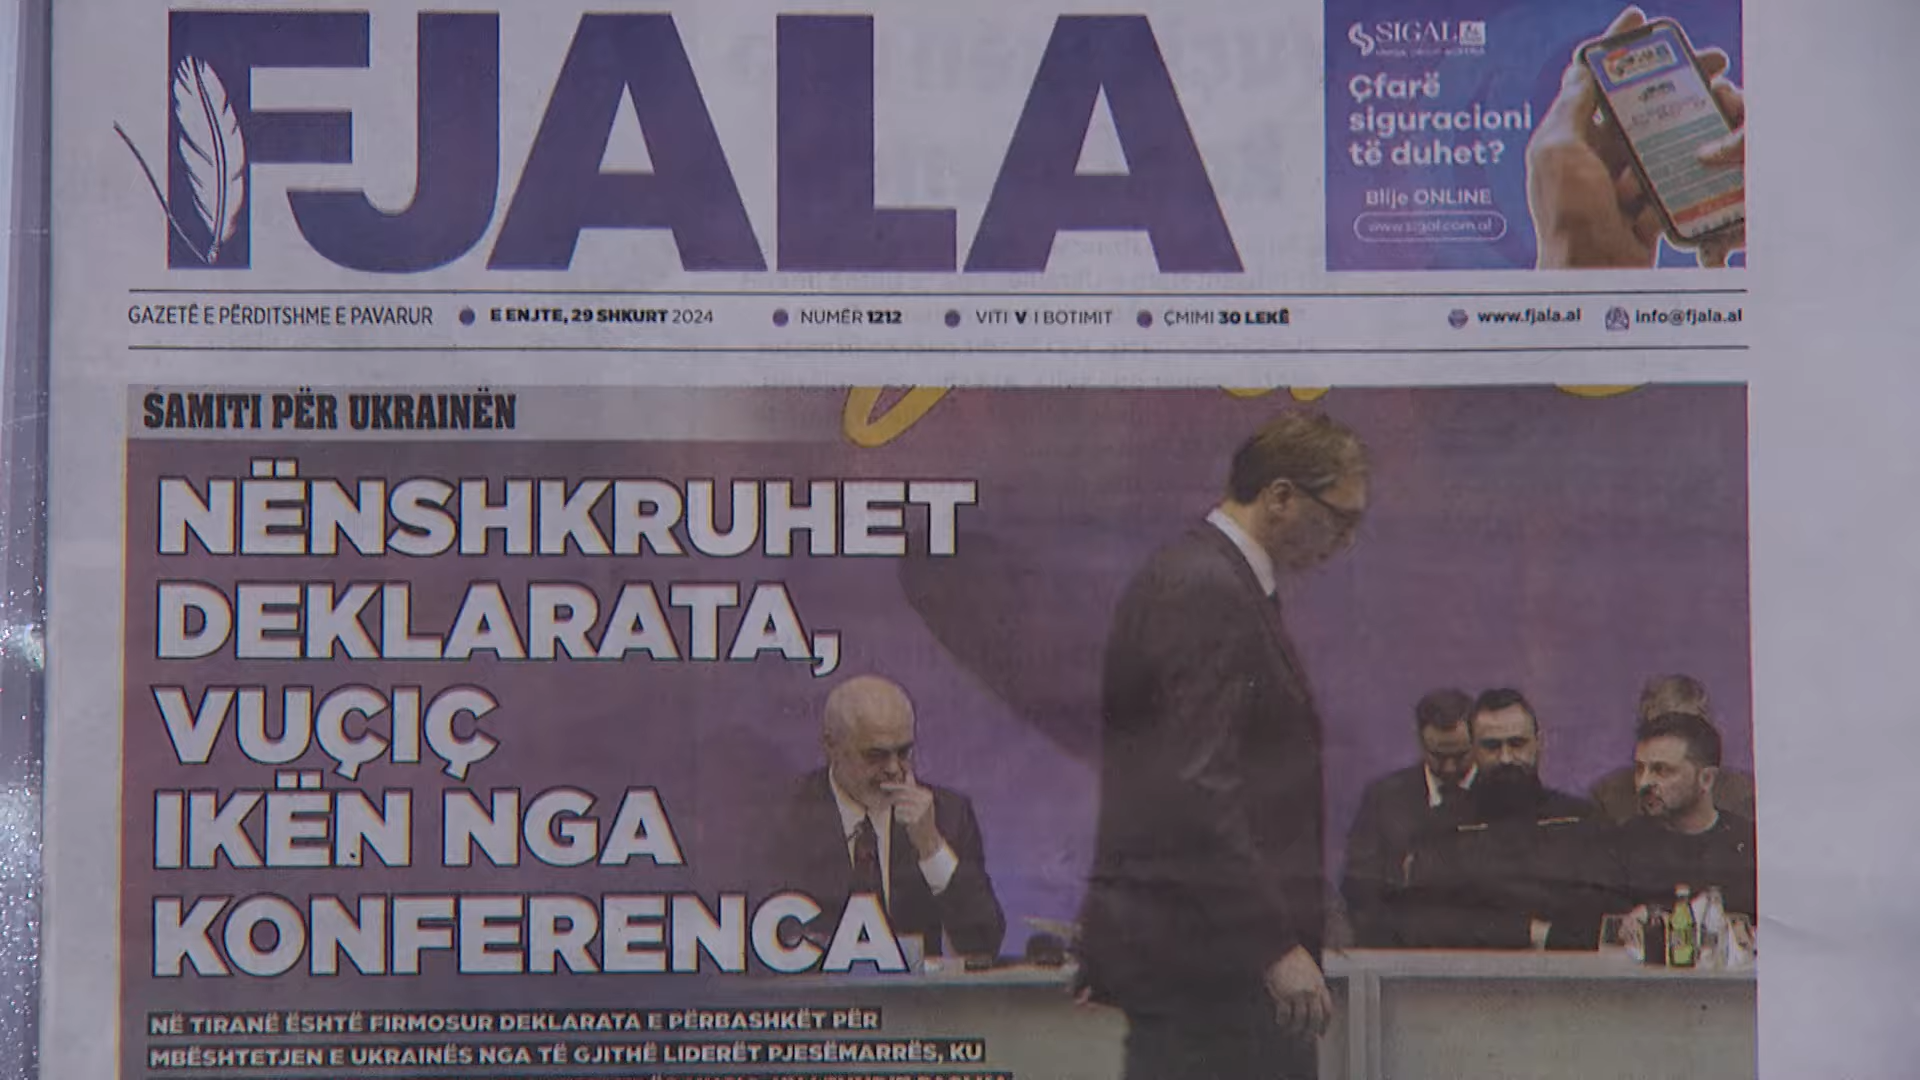 FJALA
SIGAL
Çfarë
siguracioni
të duhet?
Blije ONLINE
www.sigal.com.al
GAZETË E PËRDITSHME E PAVARUR E ENJTE, 29 SHKURT 2024 NUMËR 1212 VITI V I BOTIMIT ÇMIMI 30 LEKË www.fjala.al info@fjala.al
SAMITI PËR UKRAINËN
NËNSHKRUHET
DEKLARATA,
VUÇIÇ
IKËN NGA
KONFERENCA
NË TIRANË ËSHTË FIRMOSUR DEKLARATA E PËRBASHKËT PËR
MBËSHTETJEN E UKRAINËS NGA TË GJITHË LIDERËT PJESËMARRËS, KU